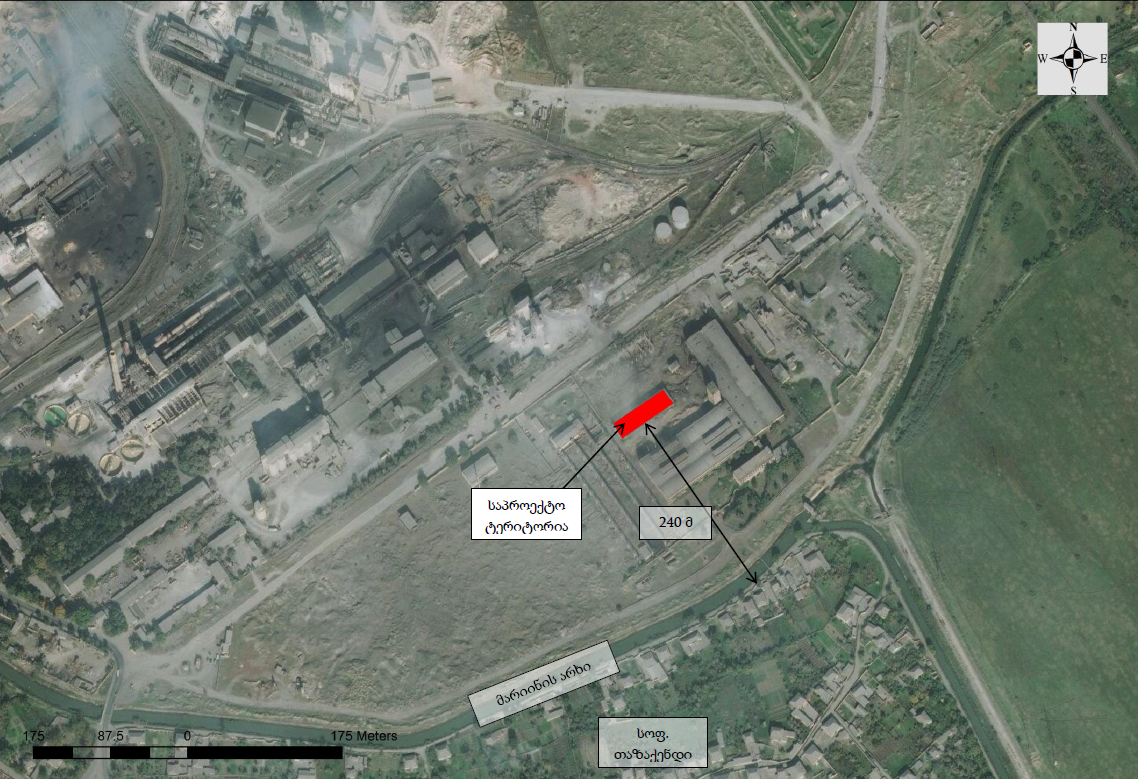 N
W E
S
საპროექტო
ტერიტორია
240 მ
მარიინის არხი
სოფ.
თაზაქენდი
175 87.5 0 175 Meters